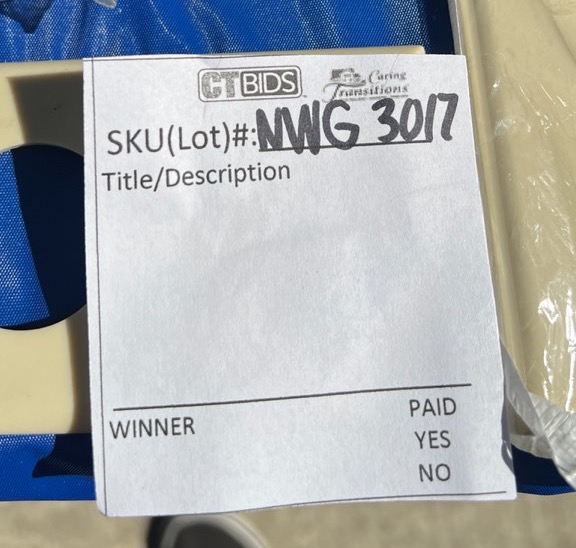 CTBIDS Caring Transitions
SKU(Lot)#:NWG 3017
Title/Description
WINNER PAID
YES
NO